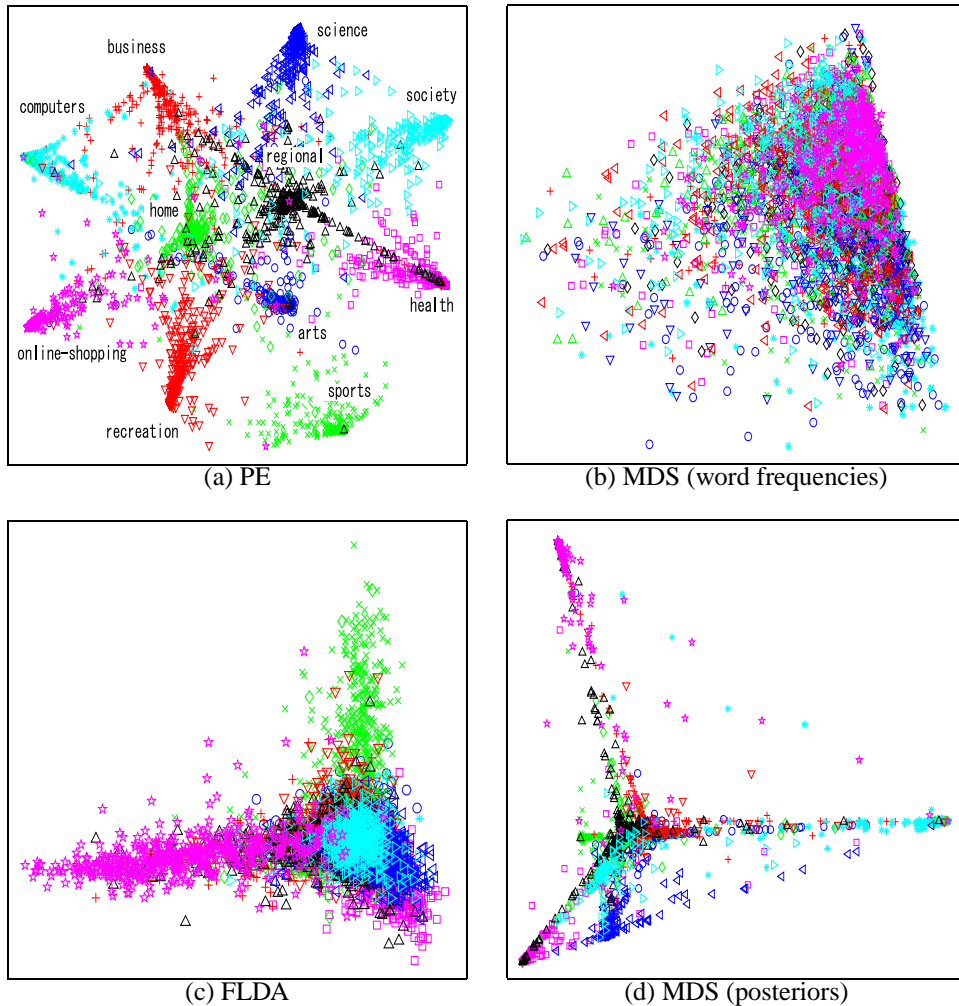 science
business
society
computers
regional
home
health
arts
online-shopping
sports
recreation
(a) PE
(b) MDS (word frequencies)
(c) FLDA
(d) MDS (posteriors)